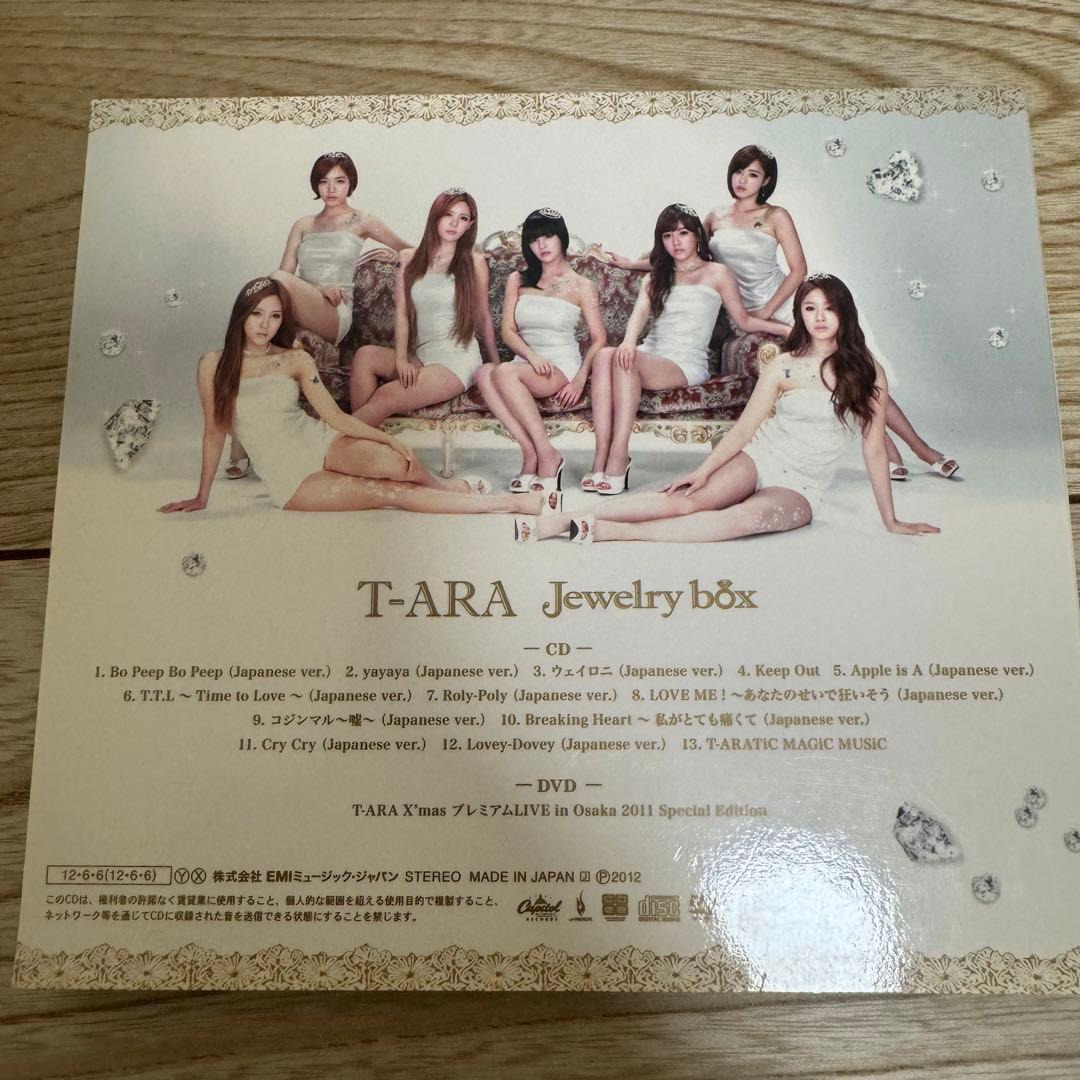 T-ARA Jewelry box
— CD —
1. Bo Peep Bo Peep (Japanese ver.) 2. yayaya (Japanese ver.) 3. ウェイロニ (Japanese ver.) 4. Keep Out 5. Apple is A (Japanese ver.)
6. T.T.L ～ Time to Love ～ (Japanese ver.) 7. Roly-Poly (Japanese ver.) 8. LOVE ME！～あなたのせいで狂いそう (Japanese ver.)
9. コジンマル～嘘～ (Japanese ver.) 10. Breaking Heart ～ 私がとても痛くて (Japanese ver.)
11. Cry Cry (Japanese ver.) 12. Lovey-Dovey (Japanese ver.) 13. T-ARATiC MAGiC MUSiC
— DVD —
T-ARA X'mas プレミアムLIVE in Osaka 2011 Special Edition
12・6・6(12・6・6) Ⓨ Ⓧ 株式会社 EMIミュージック・ジャパン STEREO MADE IN JAPAN Ⓙ Ⓟ2012
このCDは、権利者の許諾なく賃貸業に使用すること、個人的な範囲を超える使用目的で複製すること、
ネットワーク等を通じてCDに収録された音を送信できる状態にすることを禁じます。
Capitol
RECORDS
disc
DIGITAL AUDIO